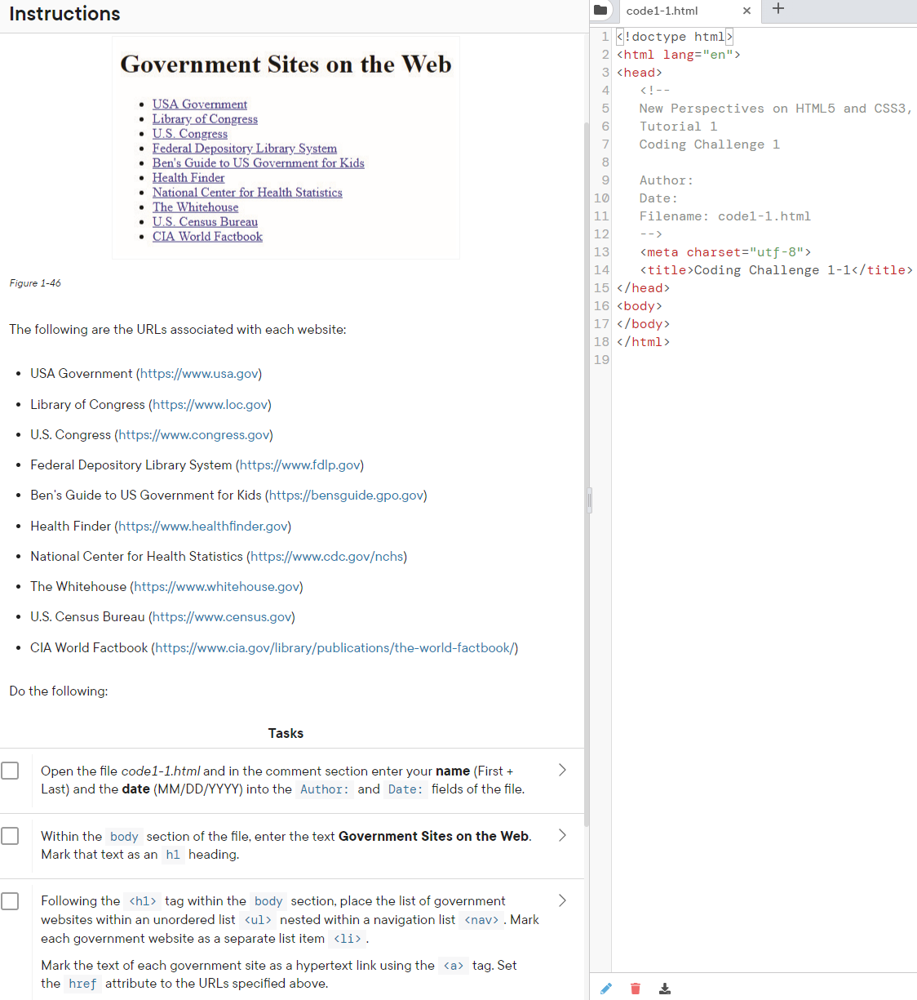 Instructions
Government Sites on the Web
• USA Government
• Library of Congress
• U.S. Congress
• Federal Depository Library System
• Ben's Guide to US Government for Kids
• Health Finder
• National Center for Health Statistics
• The Whitehouse
• U.S. Census Bureau
• CIA World Factbook
Figure 1-46
The following are the URLs associated with each website:
• USA Government (https://www.usa.gov)
• Library of Congress (https://www.loc.gov)
• U.S. Congress (https://www.congress.gov)
• Federal Depository Library System (https://www.fdlp.gov)
• Ben's Guide to US Government for Kids (https://bensguide.gpo.gov)
• Health Finder (https://www.healthfinder.gov)
• National Center for Health Statistics (https://www.cdc.gov/nchs)
• The Whitehouse (https://www.whitehouse.gov)
• U.S. Census Bureau (https://www.census.gov)
• CIA World Factbook (https://www.cia.gov/library/publications/the-world-factbook/)
Do the following:
Tasks
Open the file code1-1.html and in the comment section enter your name (First +
Last) and the date (MM/DD/YYYY) into the Author: and Date: fields of the file.
Within the body section of the file, enter the text Government Sites on the Web.
Mark that text as an h1 heading.
Following the <h1> tag within the body section, place the list of government
websites within an unordered list <ul> nested within a navigation list <nav> . Mark
each government website as a separate list item <li> .
Mark the text of each government site as a hypertext link using the <a> tag. Set
the href attribute to the URLs specified above.
code1-1.html × +
1 <!doctype html>
2 <html lang="en">
3 <head>
4 <!--
5 New Perspectives on HTML5 and CSS3,
6 Tutorial 1
7 Coding Challenge 1
8
9 Author:
10 Date:
11 Filename: code1-1.html
12 -->
13 <meta charset="utf-8">
14 <title>Coding Challenge 1-1</title>
15 </head>
16 <body>
17 </body>
18 </html>
19